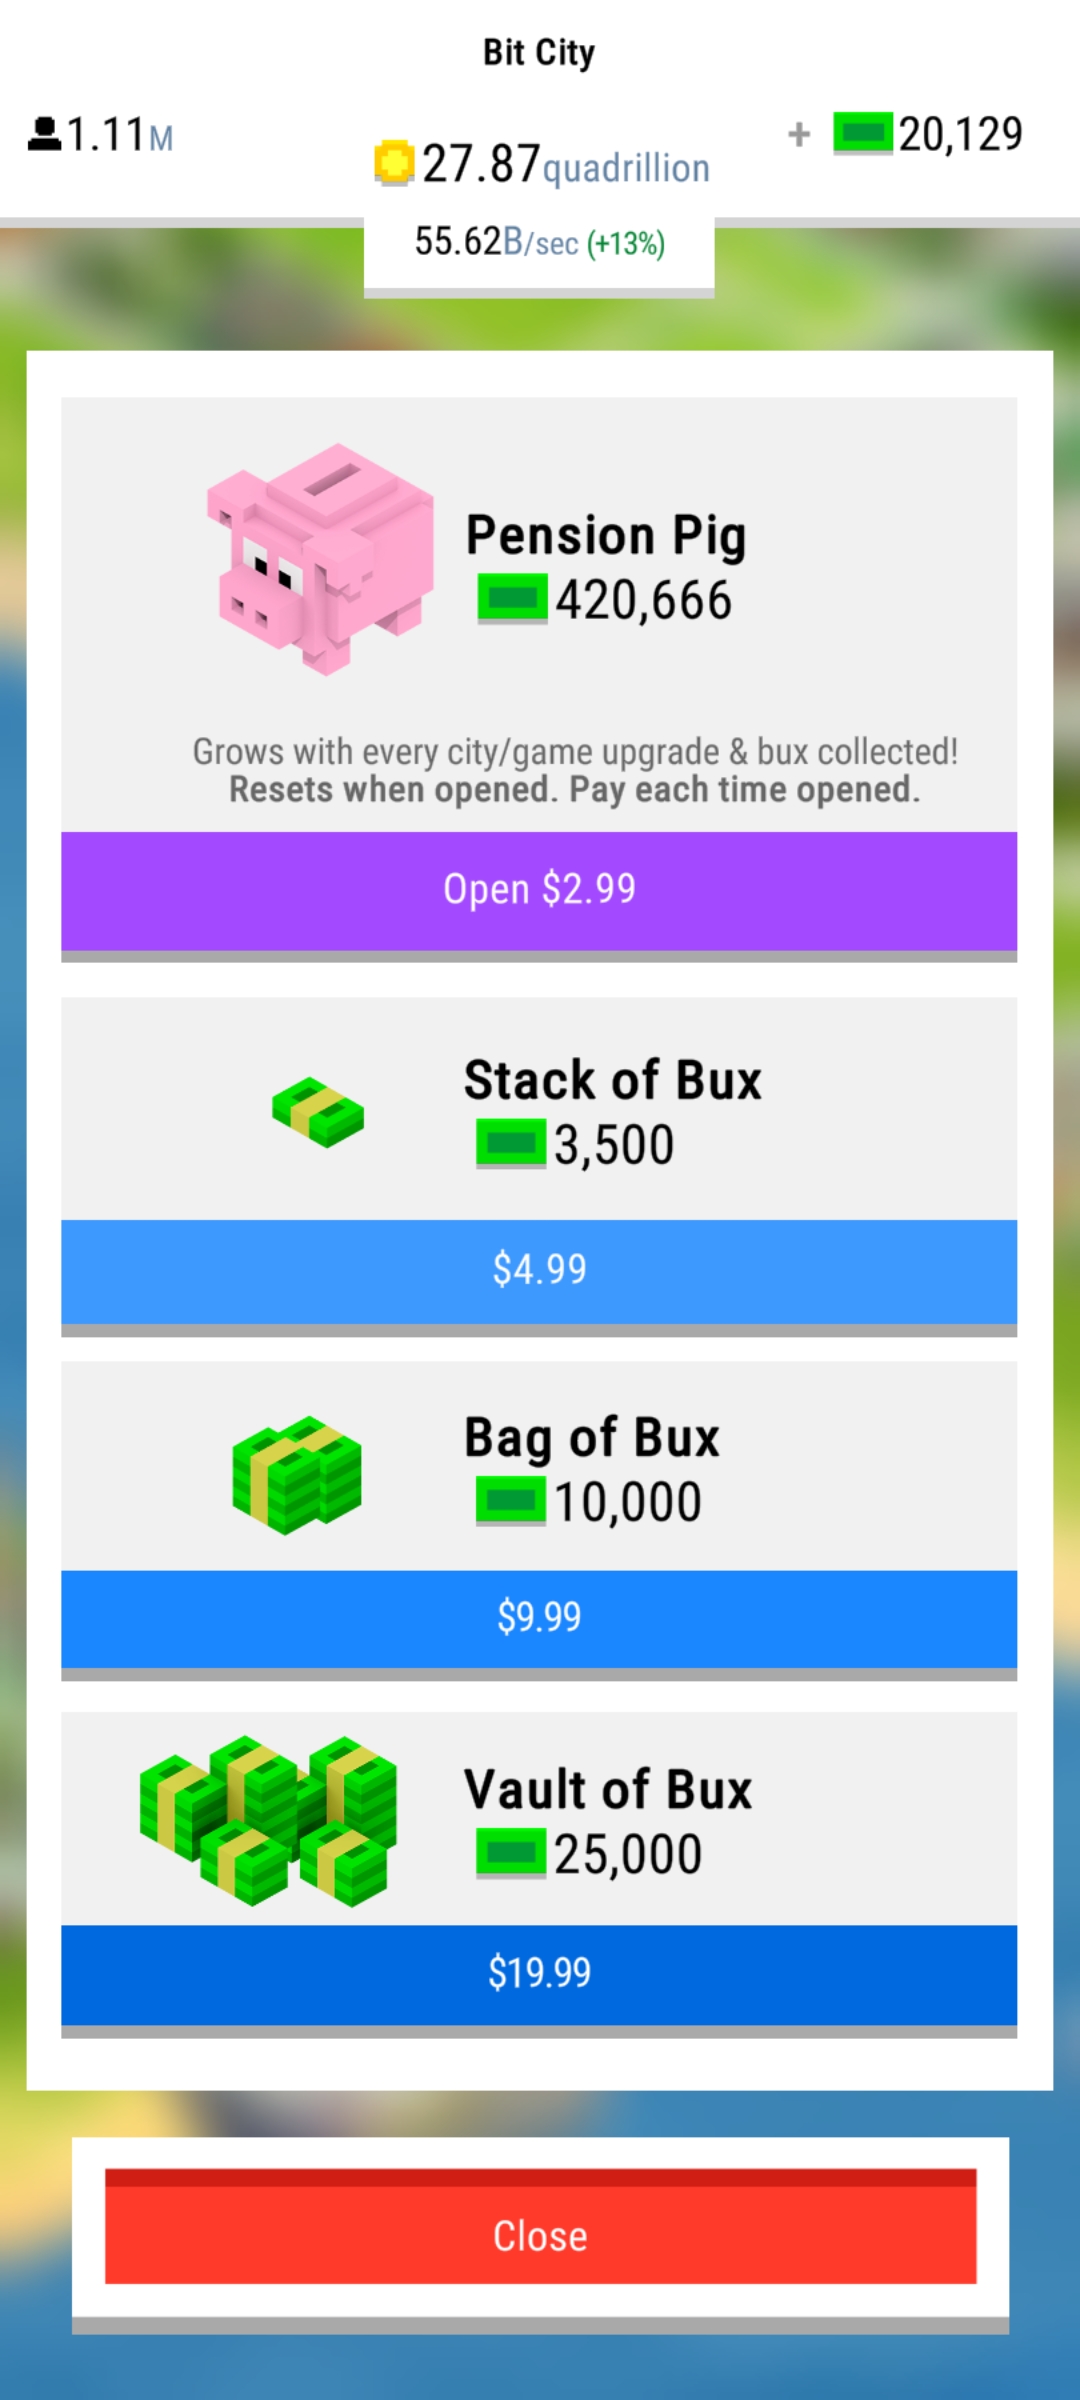 Bit City
1.11M
27.87quadrillion
+ 20,129
55.62B/sec (+13%)
Pension Pig
420,666
Grows with every city/game upgrade & bux collected!
Resets when opened. Pay each time opened.
Open $2.99
Stack of Bux
3,500
$4.99
Bag of Bux
10,000
$9.99
Vault of Bux
25,000
$19.99
Close